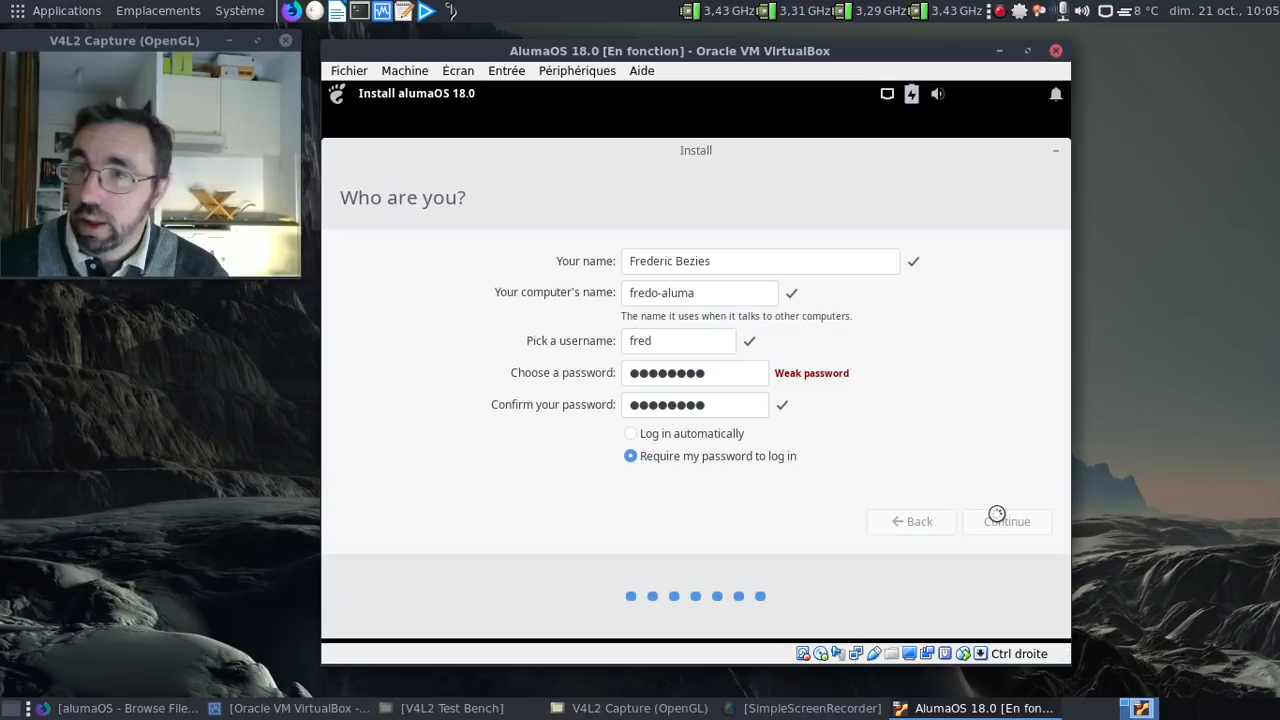 Applications Emplacements Système 3,43 GHz 3,31 GHz 3,29 GHz 3,43 GHz 8 °C dim. 21 oct., 10:05
V4L2 Capture (OpenGL)
AlumaOS 18.0 [En fonction] - Oracle VM VirtualBox
Fichier Machine Écran Entrée Périphériques Aide
Install alumaOS 18.0
Install
Who are you?
Your name: Frederic Bezies
Your computer's name: fredo-aluma
The name it uses when it talks to other computers.
Pick a username: fred
Choose a password: Weak password
Confirm your password:
Log in automatically
Require my password to log in
Back Continue
Ctrl droite
[alumaOS - Browse File... [Oracle VM VirtualBox -... [V4L2 Test Bench] V4L2 Capture (OpenGL) [SimpleScreenRecorder] AlumaOS 18.0 [En fon...